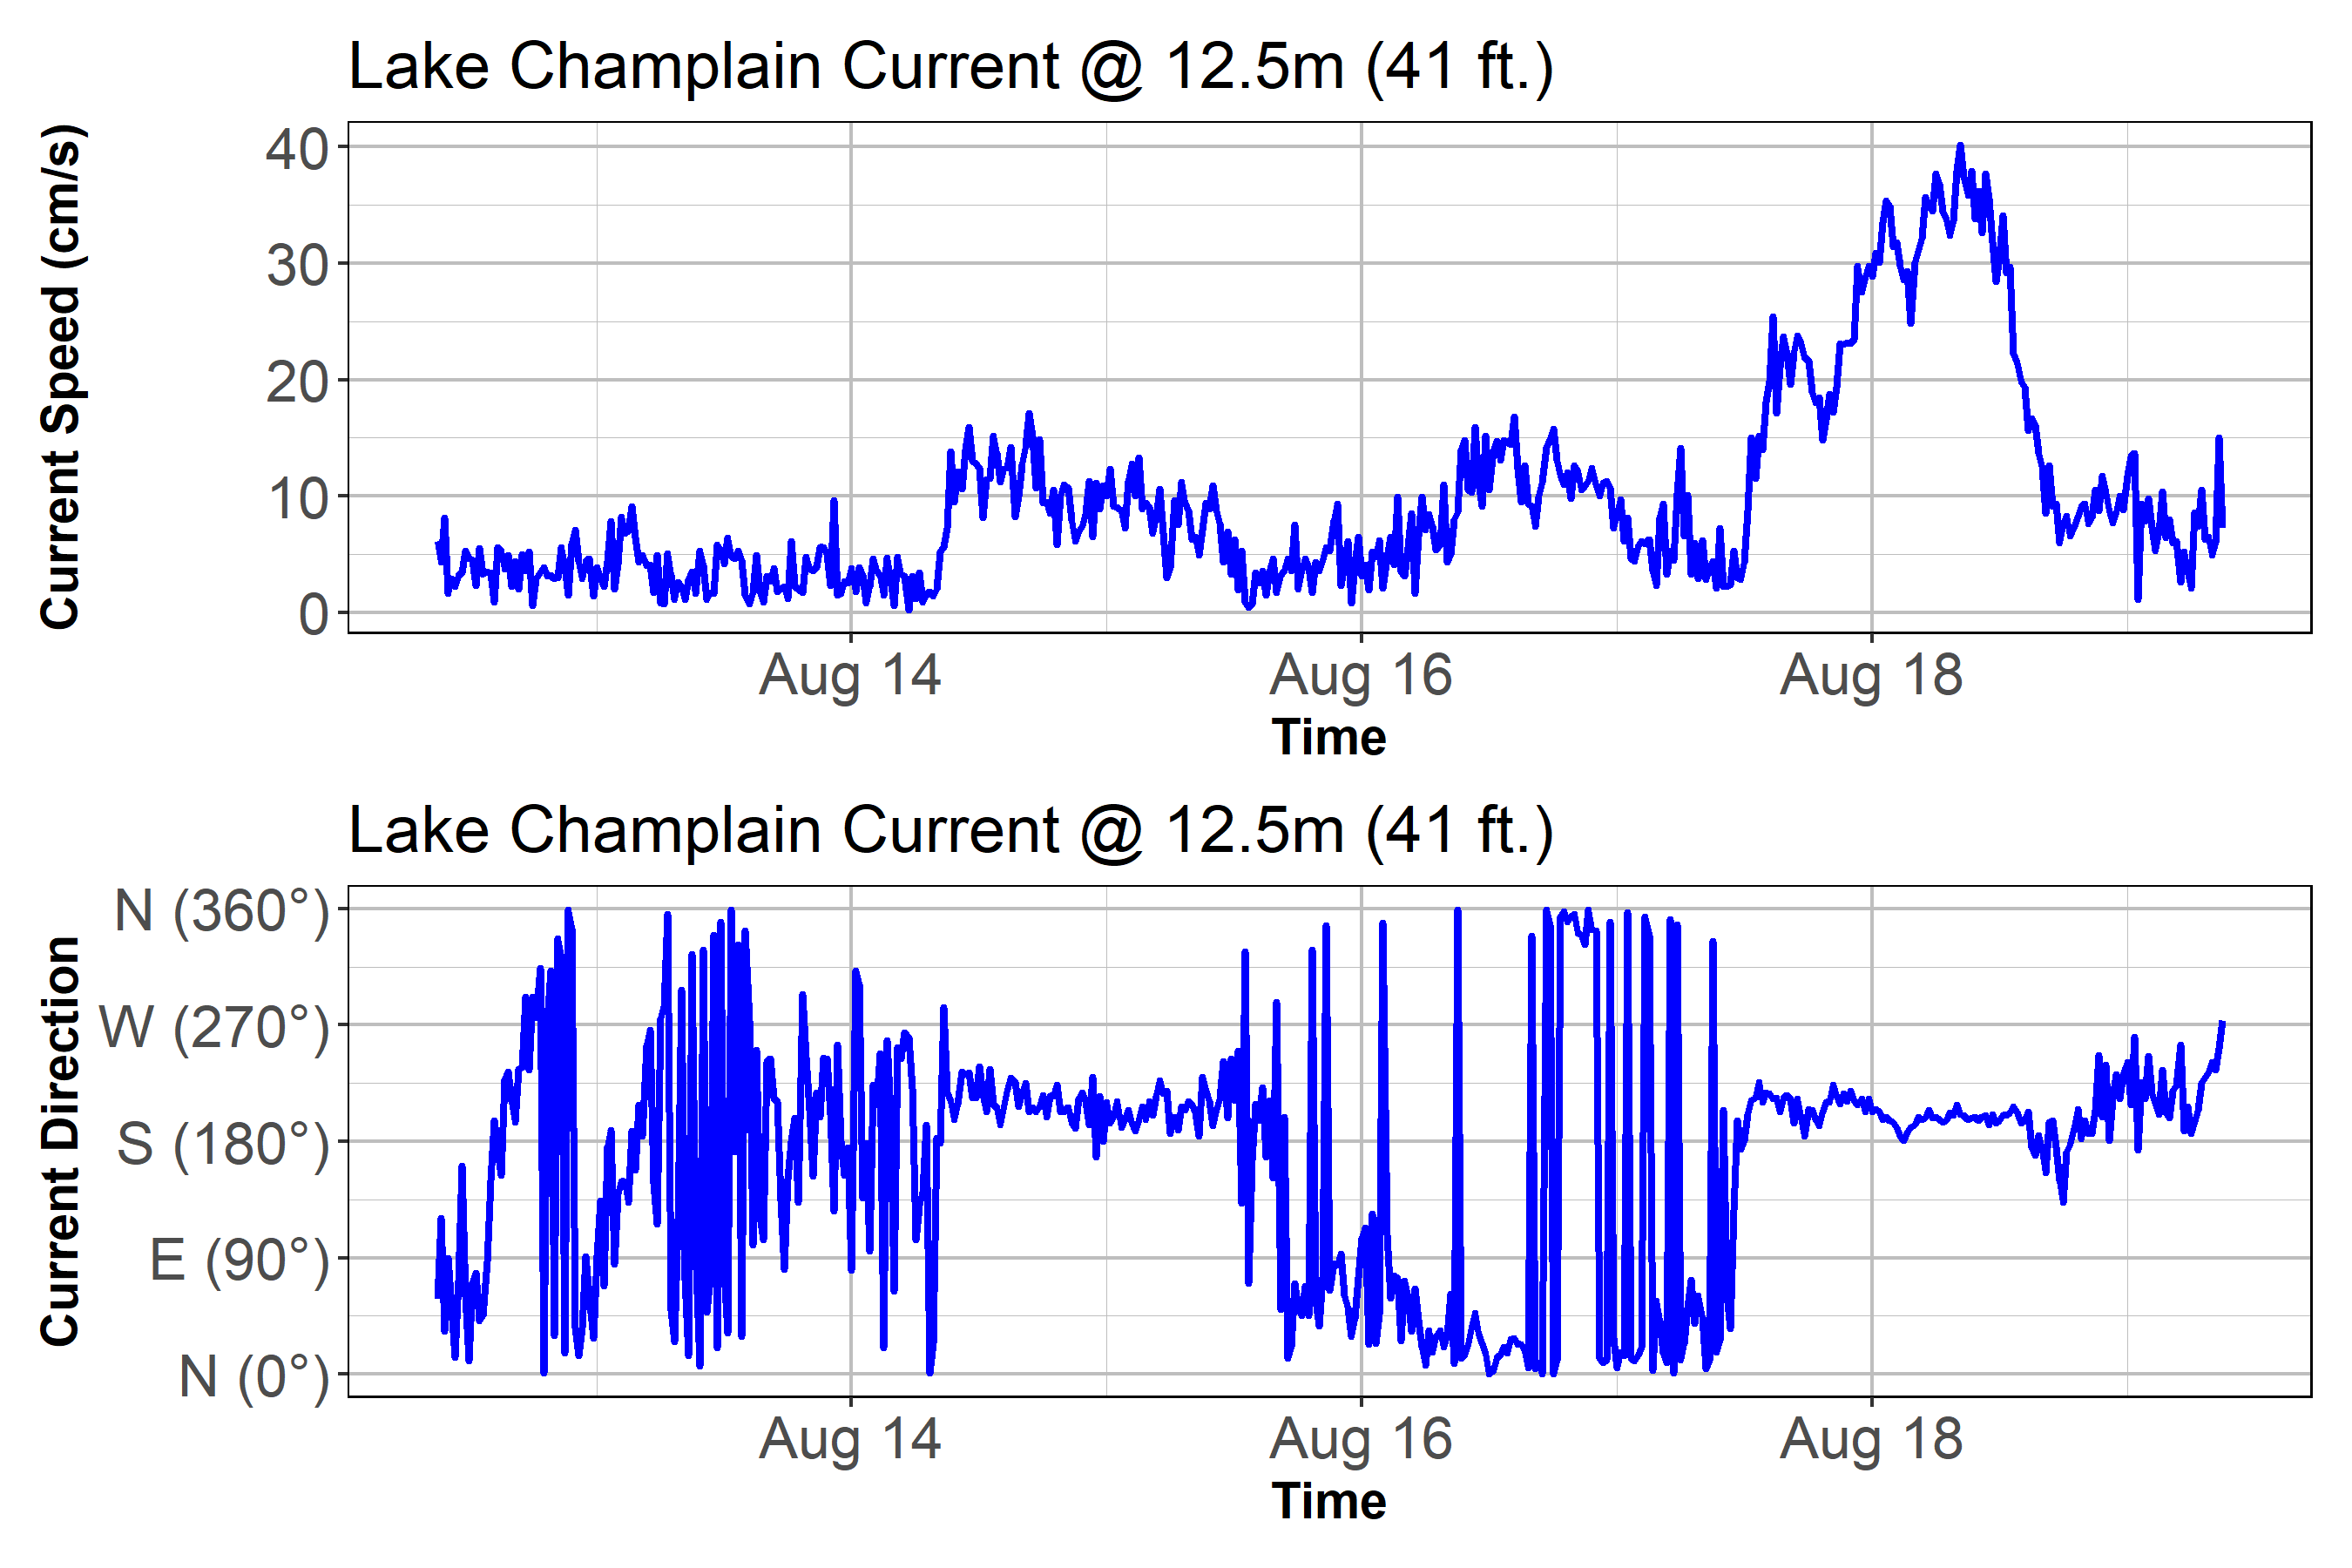 Lake Champlain Current @ 12.5m (41 ft.)
Current Speed (cm/s)
40
30
20
10
0
Aug 14
Aug 16
Aug 18
Time
Lake Champlain Current @ 12.5m (41 ft.)
Current Direction
N (360°)
W (270°)
S (180°)
E (90°)
N (0°)
Aug 14
Aug 16
Aug 18
Time